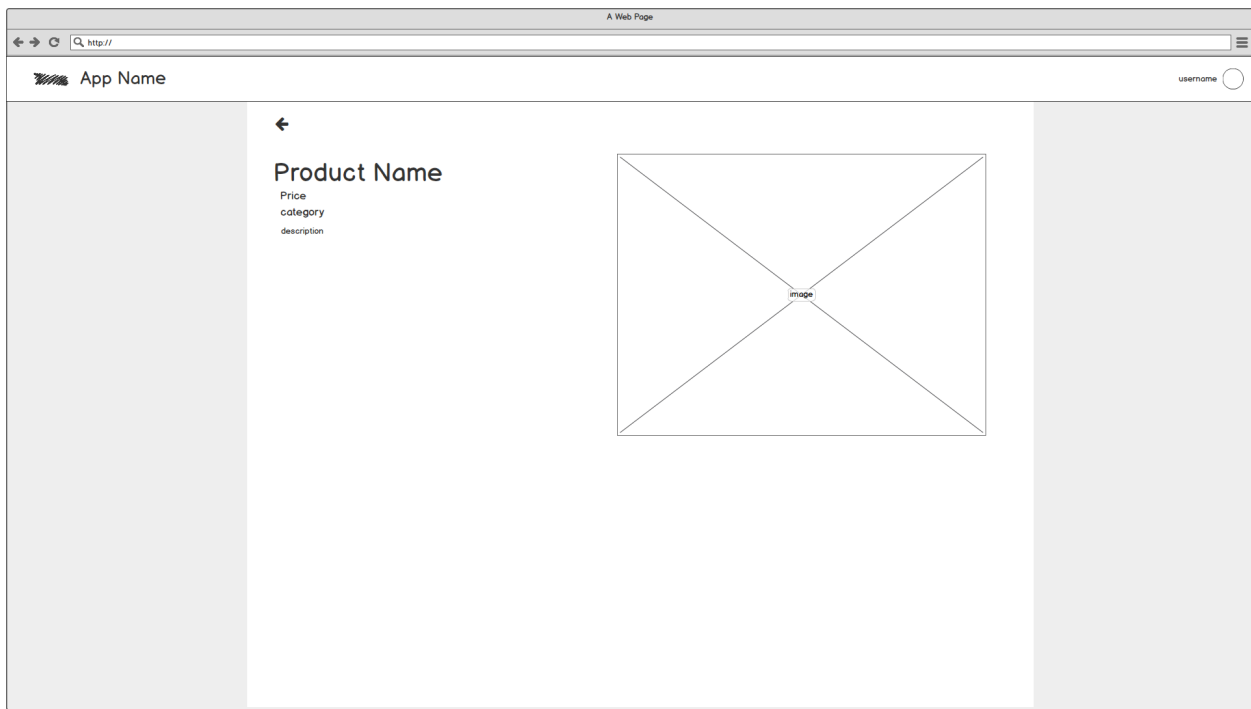 A Web Page
http://
App Name
username
Product Name
Price
category
description
image